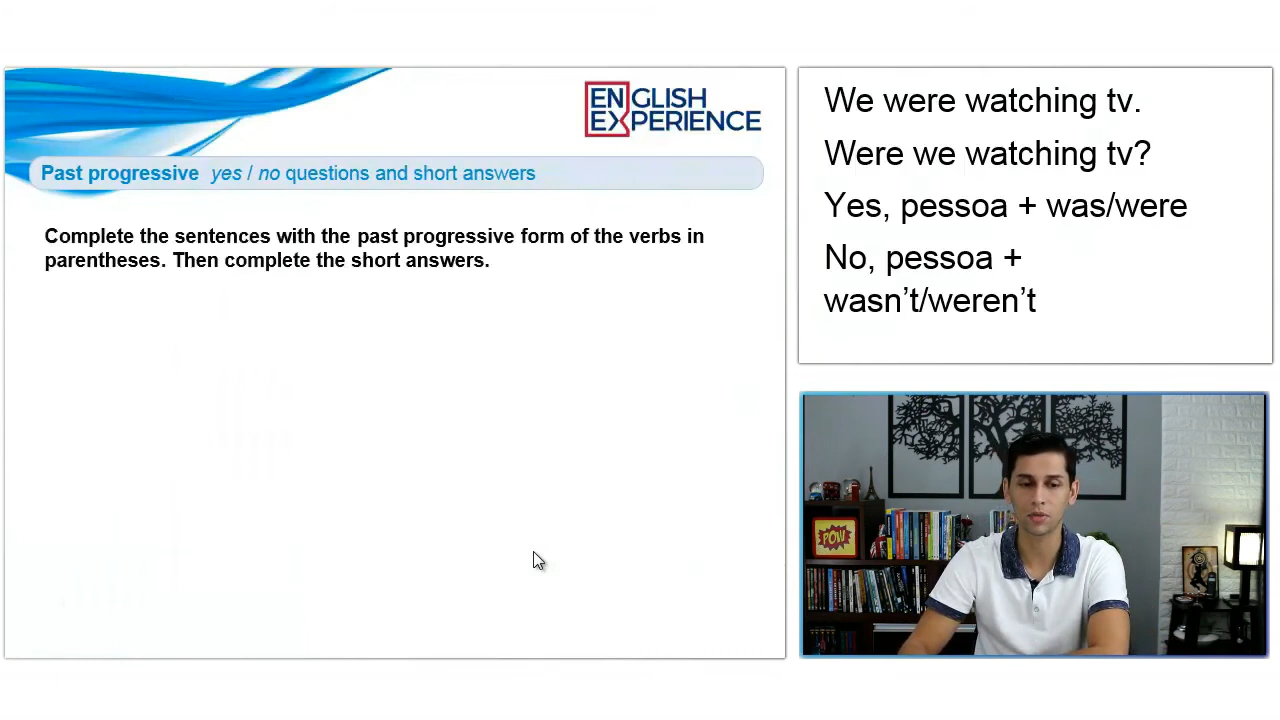 ENGLISH
EXPERIENCE
Past progressive yes / no questions and short answers
Complete the sentences with the past progressive form of the verbs in
parentheses. Then complete the short answers.
We were watching tv.
Were we watching tv?
Yes, pessoa + was/were
No, pessoa +
wasn’t/weren’t
POW